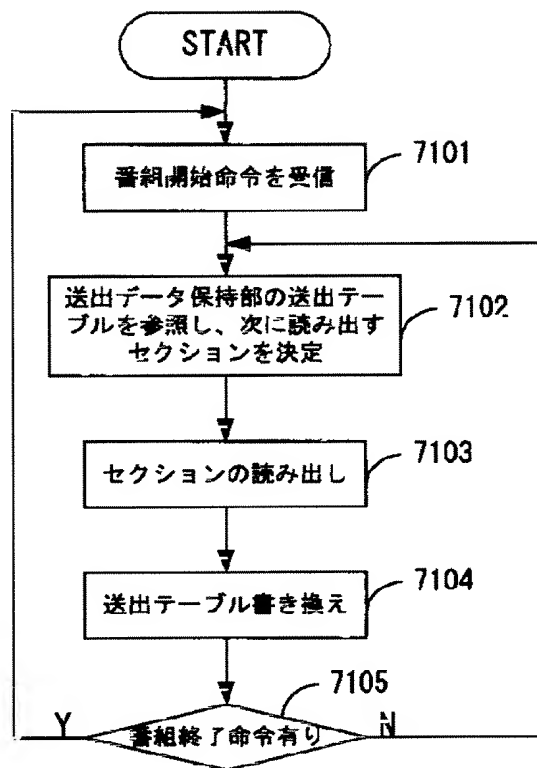 START
番組開始命令を受信
7101
送出データ保持部の送出テー
ブルを参照し、次に読み出す
セクションを決定
7102
セクションの読み出し
7103
送出テーブル書き換え
7104
7105
Y
番組終了命令有り
N